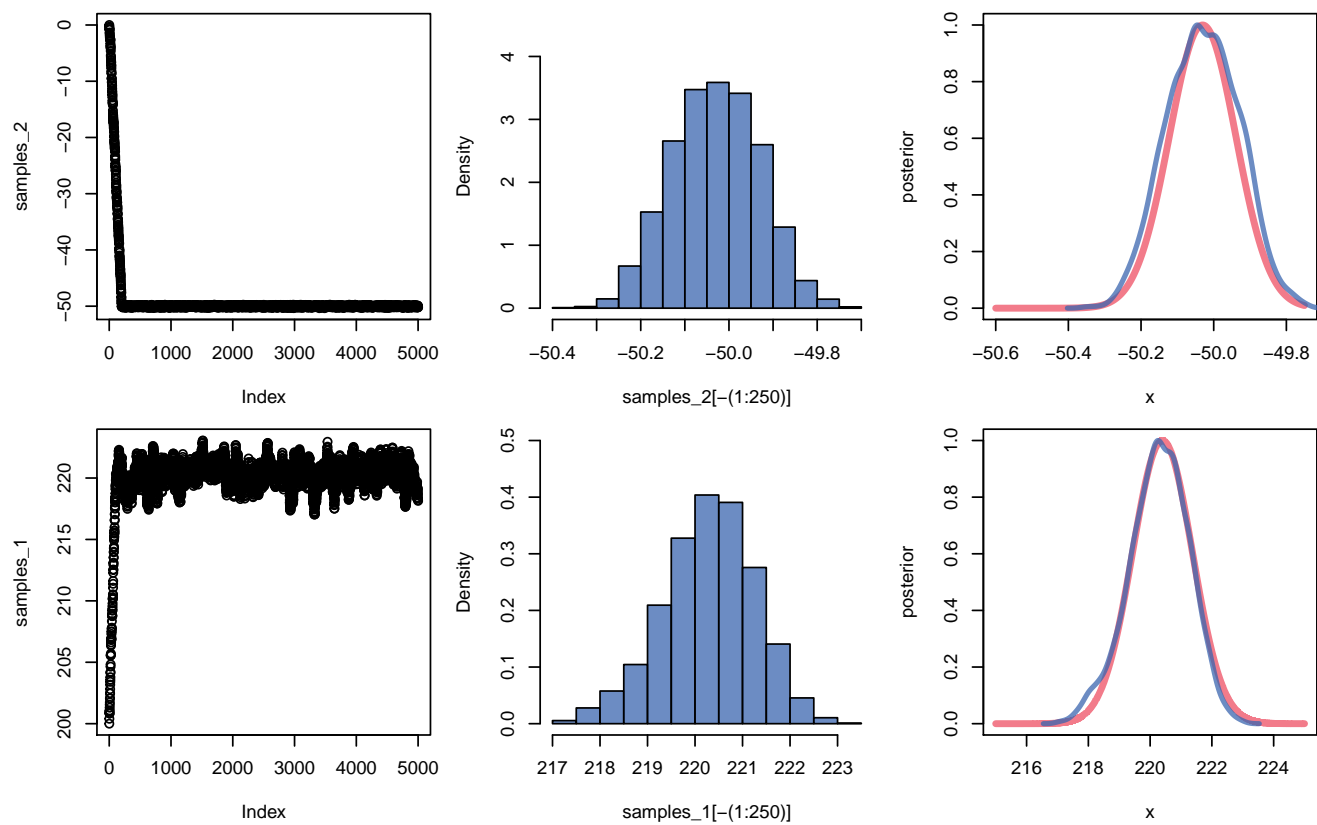 samples_2
−50
−40
−30
−20
−10
0
0 1000 2000 3000 4000 5000
Index
Density
0
1
2
3
4
−50.4 −50.2 −50.0 −49.8
samples_2[−(1:250)]
posterior
0.0
0.2
0.4
0.6
0.8
1.0
−50.6 −50.4 −50.2 −50.0 −49.8
x
samples_1
200
205
210
215
220
0 1000 2000 3000 4000 5000
Index
Density
0.0
0.1
0.2
0.3
0.4
0.5
217 218 219 220 221 222 223
samples_1[−(1:250)]
posterior
0.0
0.2
0.4
0.6
0.8
1.0
216 218 220 222 224
x